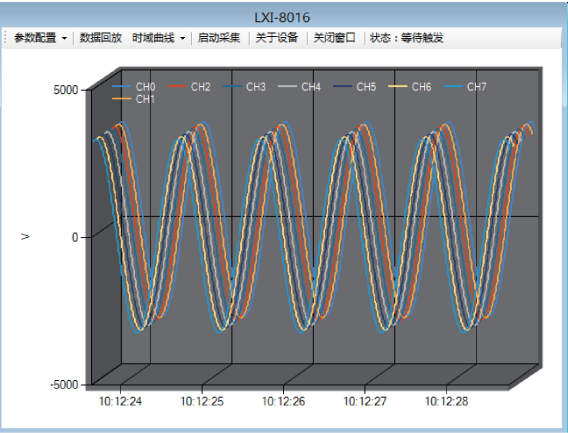 LXI-8016
参数配置 数据回放 时域曲线 启动采集 关于设备 关闭窗口 状态：等待触发
CH0 CH2 CH3 CH4 CH5 CH6 CH7
CH1
5000
V
0
-5000
10:12:24 10:12:25 10:12:26 10:12:27 10:12:28